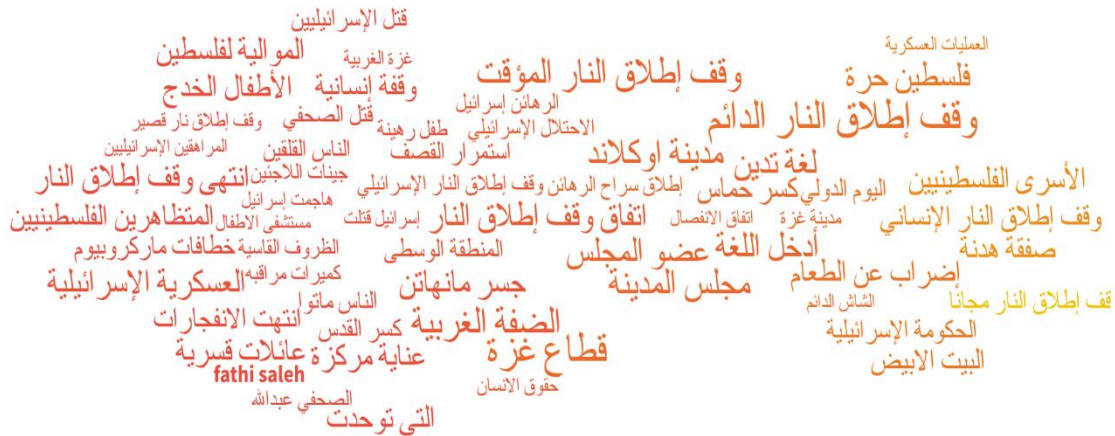 قتل الإسرائيليين
الموالية لفلسطين
غزة الغربية
العمليات العسكرية
وقف إطلاق النار المؤقت
فلسطين حرة
وقفة إنسانية
الأطفال الخدج
الرهائن إسرائيل
وقف إطلاق النار الدائم
قتل الصحفي
وقف إطلاق نار قصير
طفل رهينة
الاحتلال الإسرائيلي
المراهقين الإسرائيليين
الناس القلقين
استمرار القصف
مدينة اوكلاند
لغة تدين
جينات اللاجئين
انتهى وقف إطلاق النار
وقف إطلاق النار الإسرائيلي
إطلاق سراح الرهائن
كسر حماس
اليوم الدولي
الأسرى الفلسطينيين
هاجمت إسرائيل
المتظاهرين الفلسطينيين
مستشفى الاطفال
إسرائيل قتلت
اتفاق وقف إطلاق النار
اتفاق الانفصال
مدينة غزة
وقف إطلاق النار الإنساني
خطافات ماركروبيوم
الظروف القاسية
المنطقة الوسطى
عضو المجلس
أدخل اللغة
صفقة هدنة
العسكرية الإسرائيلية
كميرات مراقبه
جسر مانهاتن
مجلس المدينة
إضراب عن الطعام
الناس ماتوا
الشاش الدائم
قف إطلاق النار مجانا
انتهت الانفجارات
كسر القدس
الضفة الغربية
الحكومة الإسرائيلية
عائلات قسرية
عناية مركزة
قطاع غزة
البيت الابيض
fathi saleh
حقوق الانسان
الصحفي عبدالله
التي توحدت